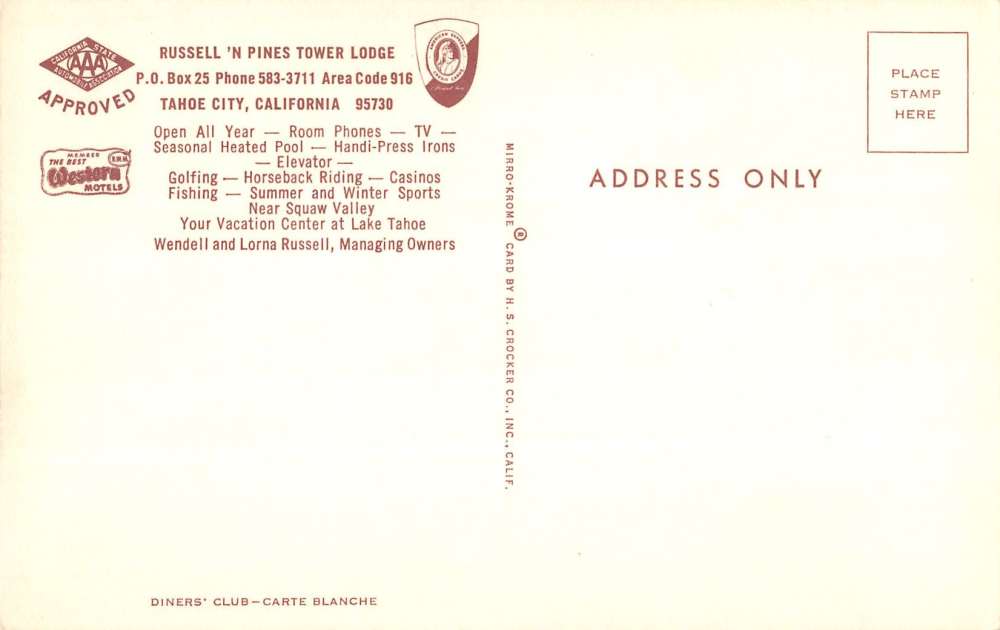 CALIFORNIA STATE
AAA
AUTOMOBILE ASSOCIATION
APPROVED
RUSSELL 'N PINES TOWER LODGE
P.O. Box 25 Phone 583-3711 Area Code 916
TAHOE CITY, CALIFORNIA 95730
AMERICAN EXPRESS
CREDIT CARDS
MEMBER
THE BEST
Western
MOTELS
Open All Year — Room Phones — TV —
Seasonal Heated Pool — Handi-Press Irons
— Elevator —
Golfing — Horseback Riding — Casinos
Fishing — Summer and Winter Sports
Near Squaw Valley
Your Vacation Center at Lake Tahoe
Wendell and Lorna Russell, Managing Owners
DINERS' CLUB—CARTE BLANCHE
MIRRO-KROME ® CARD BY H. S. CROCKER CO., INC., CALIF.
PLACE
STAMP
HERE
ADDRESS ONLY